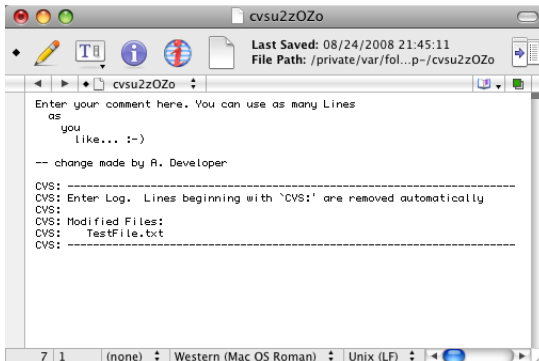 cvsu2zOZo
Last Saved: 08/24/2008 21:45:11
File Path: /private/var/fol...p-/cvsu2zOZo
cvsu2zOZo
Enter your comment here. You can use as many Lines
as
you
like... :-)
-- change made by A. Developer
CVS: ----------------------------------------------------------------------
CVS: Enter Log.  Lines beginning with `CVS:' are removed automatically
CVS:
CVS: Modified Files:
CVS:    TestFile.txt
CVS: ----------------------------------------------------------------------
7 1 (none) Western (Mac OS Roman) Unix (LF)